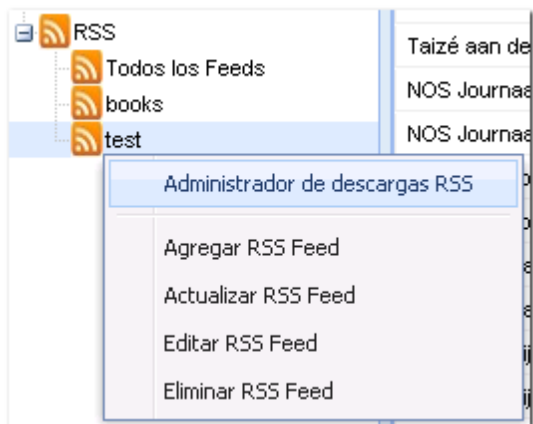 RSS
Todos los Feeds
books
test
Taizé aan de
NOS Journaa
NOS Journaa
Administrador de descargas RSS
Agregar RSS Feed
Actualizar RSS Feed
Editar RSS Feed
Eliminar RSS Feed